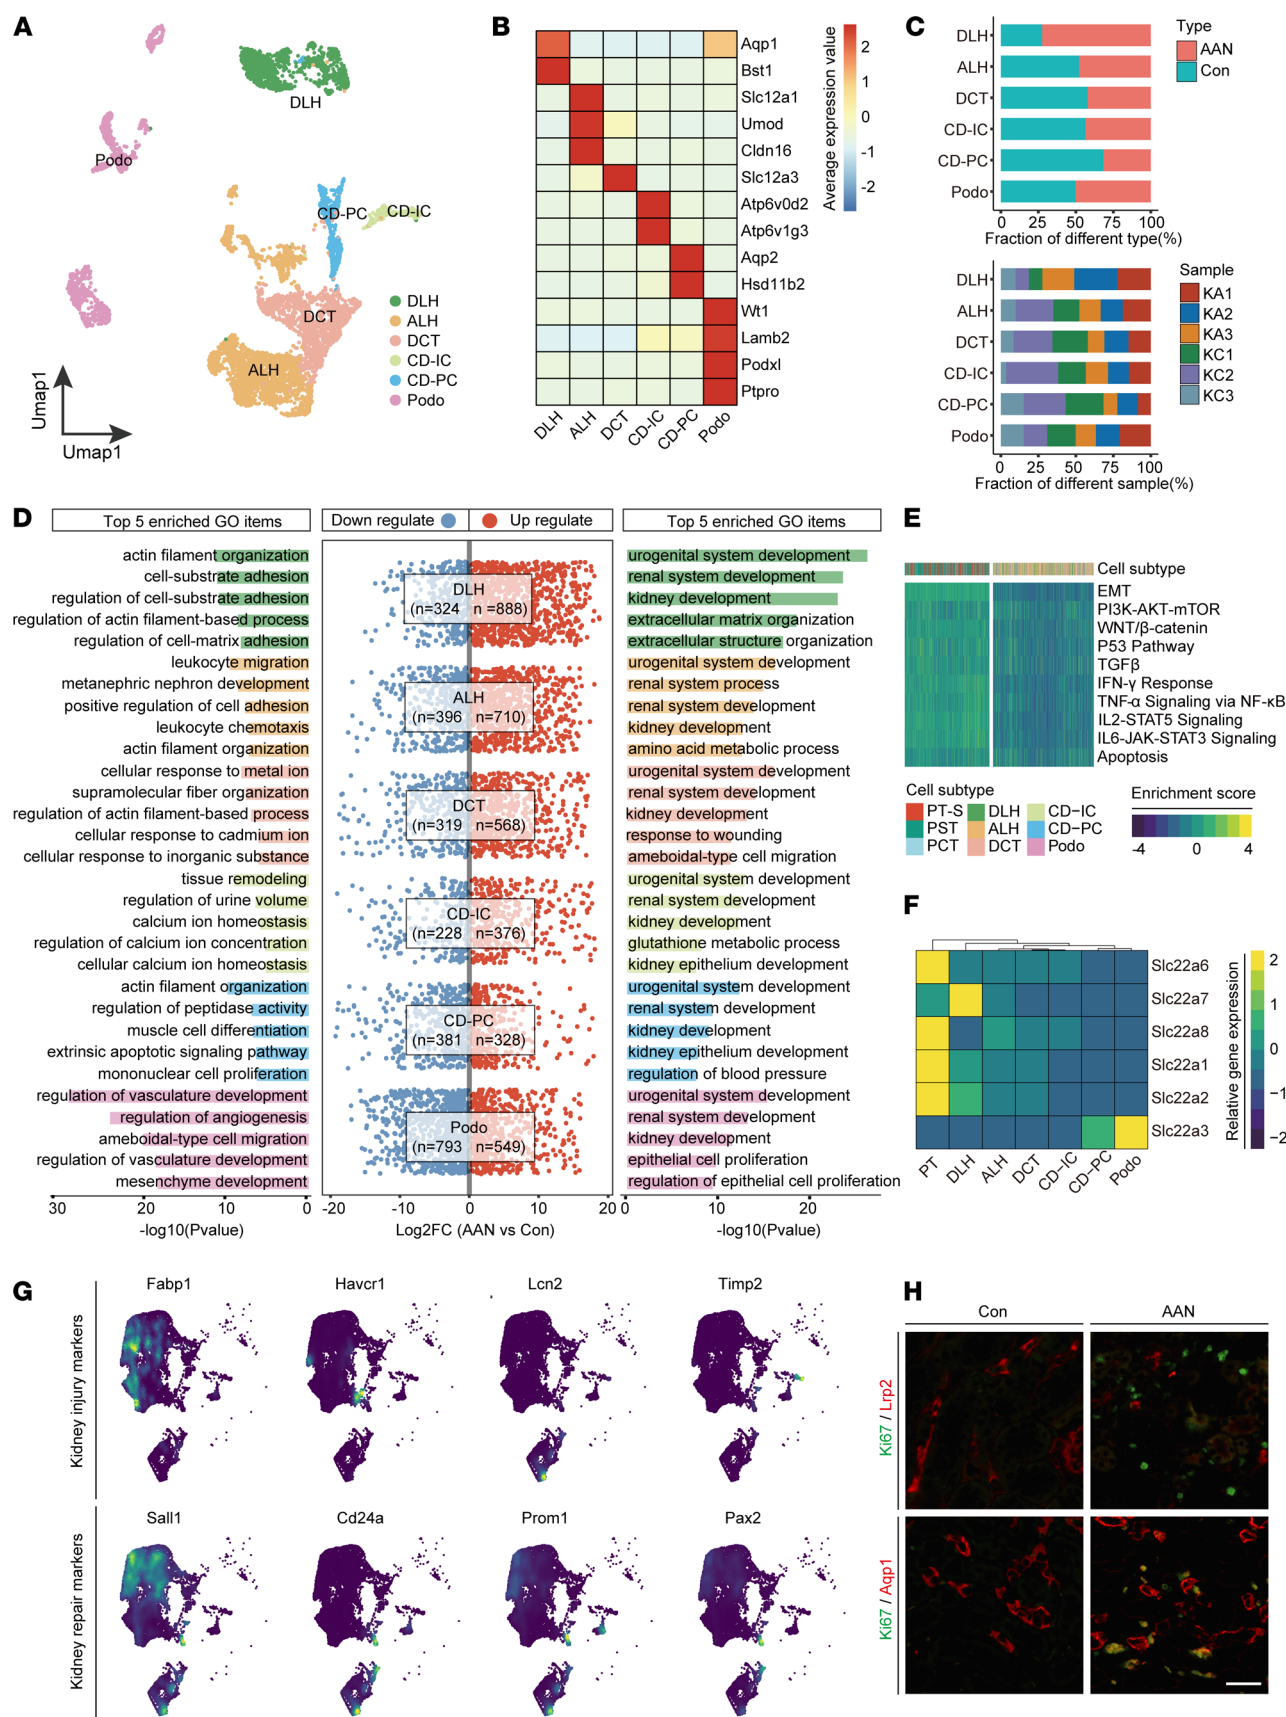 A
DLH
Podo
CD-PC
CD-IC
DCT
ALH
DLH
ALH
DCT
CD-IC
CD-PC
Podo
Umap1
Umap1
B
Aqp1
Bst1
Slc12a1
Umod
Cldn16
Slc12a3
Atp6v0d2
Atp6v1g3
Aqp2
Hsd11b2
Wt1
Lamb2
Podxl
Ptpro
DLH
ALH
DCT
CD-IC
CD-PC
Podo
Average expression value
2
1
0
-1
-2
C
DLH
ALH
DCT
CD-IC
CD-PC
Podo
0 25 50 75 100
Fraction of different type(%)
Type
AAN
Con
DLH
ALH
DCT
CD-IC
CD-PC
Podo
0 25 50 75 100
Fraction of different sample(%)
Sample
KA1
KA2
KA3
KC1
KC2
KC3
D
Top 5 enriched GO items
actin filament organization
cell-substrate adhesion
regulation of cell-substrate adhesion
regulation of actin filament-based process
regulation of cell-matrix adhesion
leukocyte migration
metanephric nephron development
positive regulation of cell adhesion
leukocyte chemotaxis
actin filament organization
cellular response to metal ion
supramolecular fiber organization
regulation of actin filament-based process
cellular response to cadmium ion
cellular response to inorganic substance
tissue remodeling
regulation of urine volume
calcium ion homeostasis
regulation of calcium ion concentration
cellular calcium ion homeostasis
actin filament organization
regulation of peptidase activity
muscle cell differentiation
extrinsic apoptotic signaling pathway
mononuclear cell proliferation
regulation of vasculature development
regulation of angiogenesis
ameboidal-type cell migration
regulation of vasculature development
mesenchyme development
30 20 10 0
-log10(Pvalue)
Down regulate Up regulate
DLH
(n=324 n =888)
ALH
(n=396 n=710)
DCT
(n=319 n=568)
CD-IC
(n=228 n=376)
CD-PC
(n=381 n=328)
Podo
(n=793 n=549)
-20 -10 0 10 20
Log2FC (AAN vs Con)
Top 5 enriched GO items
urogenital system development
renal system development
kidney development
extracellular matrix organization
extracellular structure organization
urogenital system development
renal system process
renal system development
kidney development
amino acid metabolic process
urogenital system development
renal system development
kidney development
response to wounding
ameboidal-type cell migration
urogenital system development
renal system development
kidney development
glutathione metabolic process
kidney epithelium development
urogenital system development
renal system development
kidney development
kidney epithelium development
regulation of blood pressure
urogenital system development
renal system development
kidney development
epithelial cell proliferation
regulation of epithelial cell proliferation
0 10 20
-log10(Pvalue)
E
Cell subtype
EMT
PI3K-AKT-mTOR
WNT/β-catenin
P53 Pathway
TGFβ
IFN-γ Response
TNF-α Signaling via NF-κB
IL2-STAT5 Signaling
IL6-JAK-STAT3 Signaling
Apoptosis
Cell subtype
PT-S DLH CD-IC
PST ALH CD-PC
PCT DCT Podo
Enrichment score
-4 0 4
F
Slc22a6
Slc22a7
Slc22a8
Slc22a1
Slc22a2
Slc22a3
PT
DLH
ALH
DCT
CD-IC
CD-PC
Podo
Relative gene expression
2
1
0
-1
-2
G
Kidney injury markers
Fabp1 Havcr1 Lcn2 Timp2
Kidney repair markers
Sall1 Cd24a Prom1 Pax2
H
Con AAN
Ki67 / Lrp2
Ki67 / Aqp1